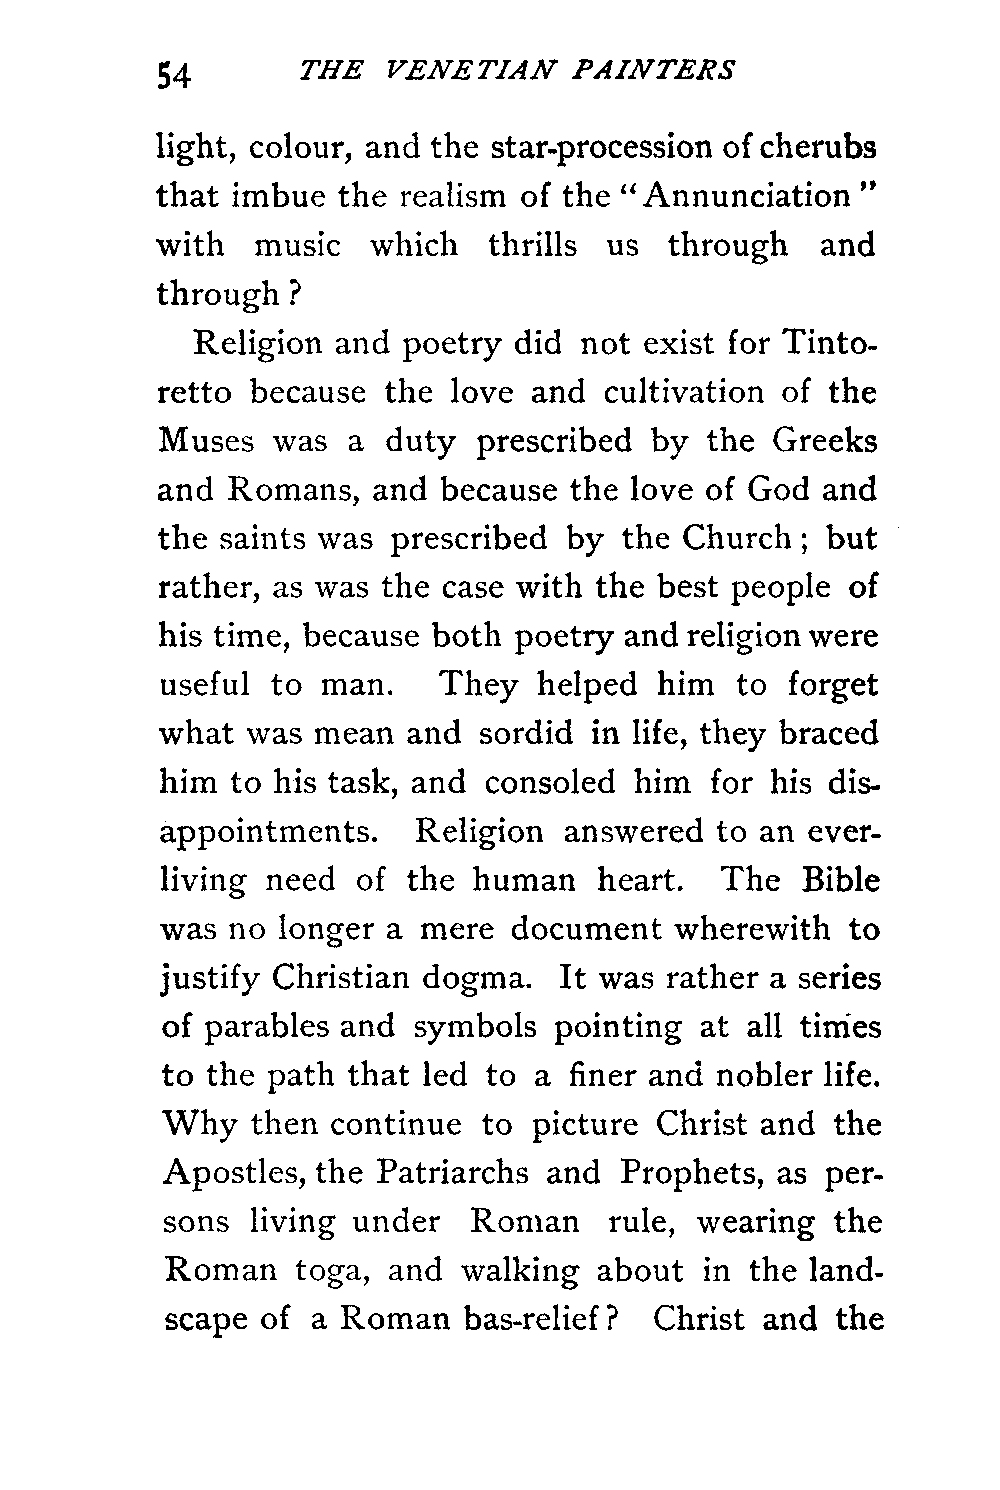 54 THE VENETIAN PAINTERS
light, colour, and the star-procession of cherubs
that imbue the realism of the “ Annunciation ”
with music which thrills us through and
through ?
Religion and poetry did not exist for Tinto-
retto because the love and cultivation of the
Muses was a duty prescribed by the Greeks
and Romans, and because the love of God and
the saints was prescribed by the Church ; but
rather, as was the case with the best people of
his time, because both poetry and religion were
useful to man. They helped him to forget
what was mean and sordid in life, they braced
him to his task, and consoled him for his dis-
appointments. Religion answered to an ever-
living need of the human heart. The Bible
was no longer a mere document wherewith to
justify Christian dogma. It was rather a series
of parables and symbols pointing at all times
to the path that led to a finer and nobler life.
Why then continue to picture Christ and the
Apostles, the Patriarchs and Prophets, as per-
sons living under Roman rule, wearing the
Roman toga, and walking about in the land-
scape of a Roman bas-relief ? Christ and the